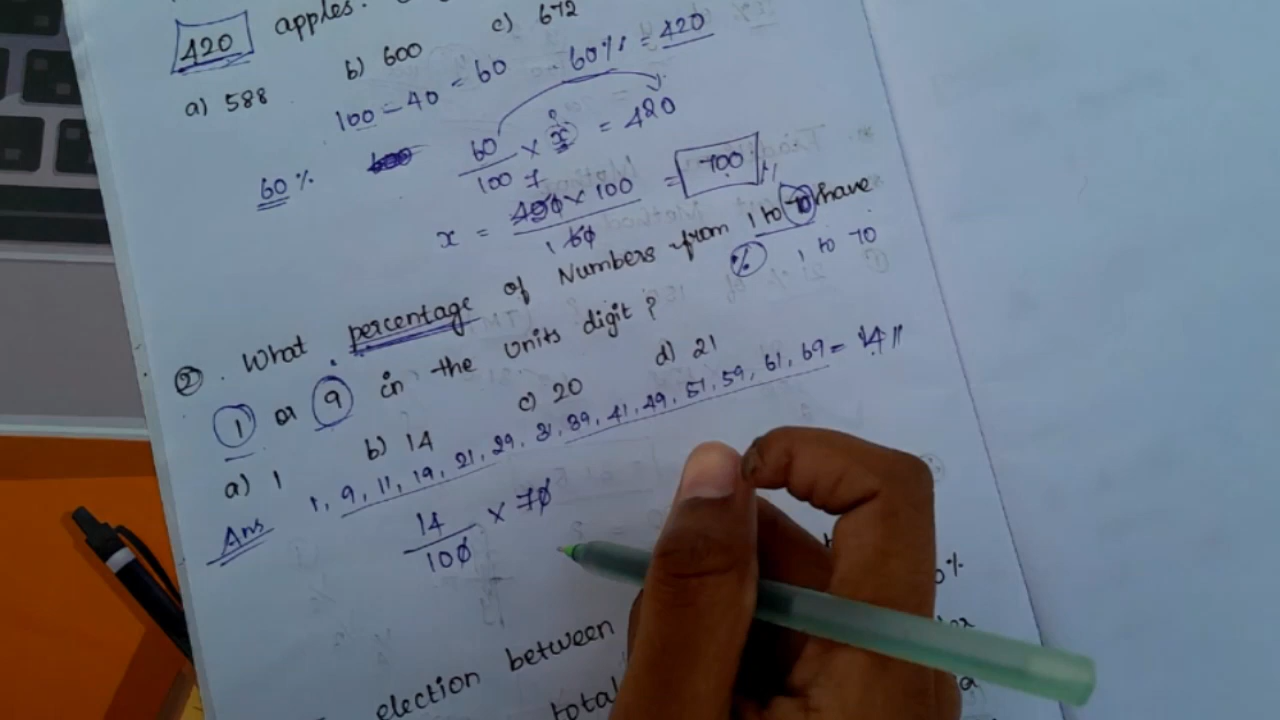 420 apples.
a) 588 b) 600 c) 672
100 - 40 = 60 60% = 420
60% 60/100 × x = 420
x = 420 × 100 / 60 = 700
② What percentage of Numbers from 1 to 70 have
1 or 9 in the units digit? % 1 to 70
a) 1 b) 14 c) 20 d) 21
Ans 1, 9, 11, 19, 21, 29, 31, 39, 41, 49, 51, 59, 61, 69 = 14
14/100 × 70
election between
total